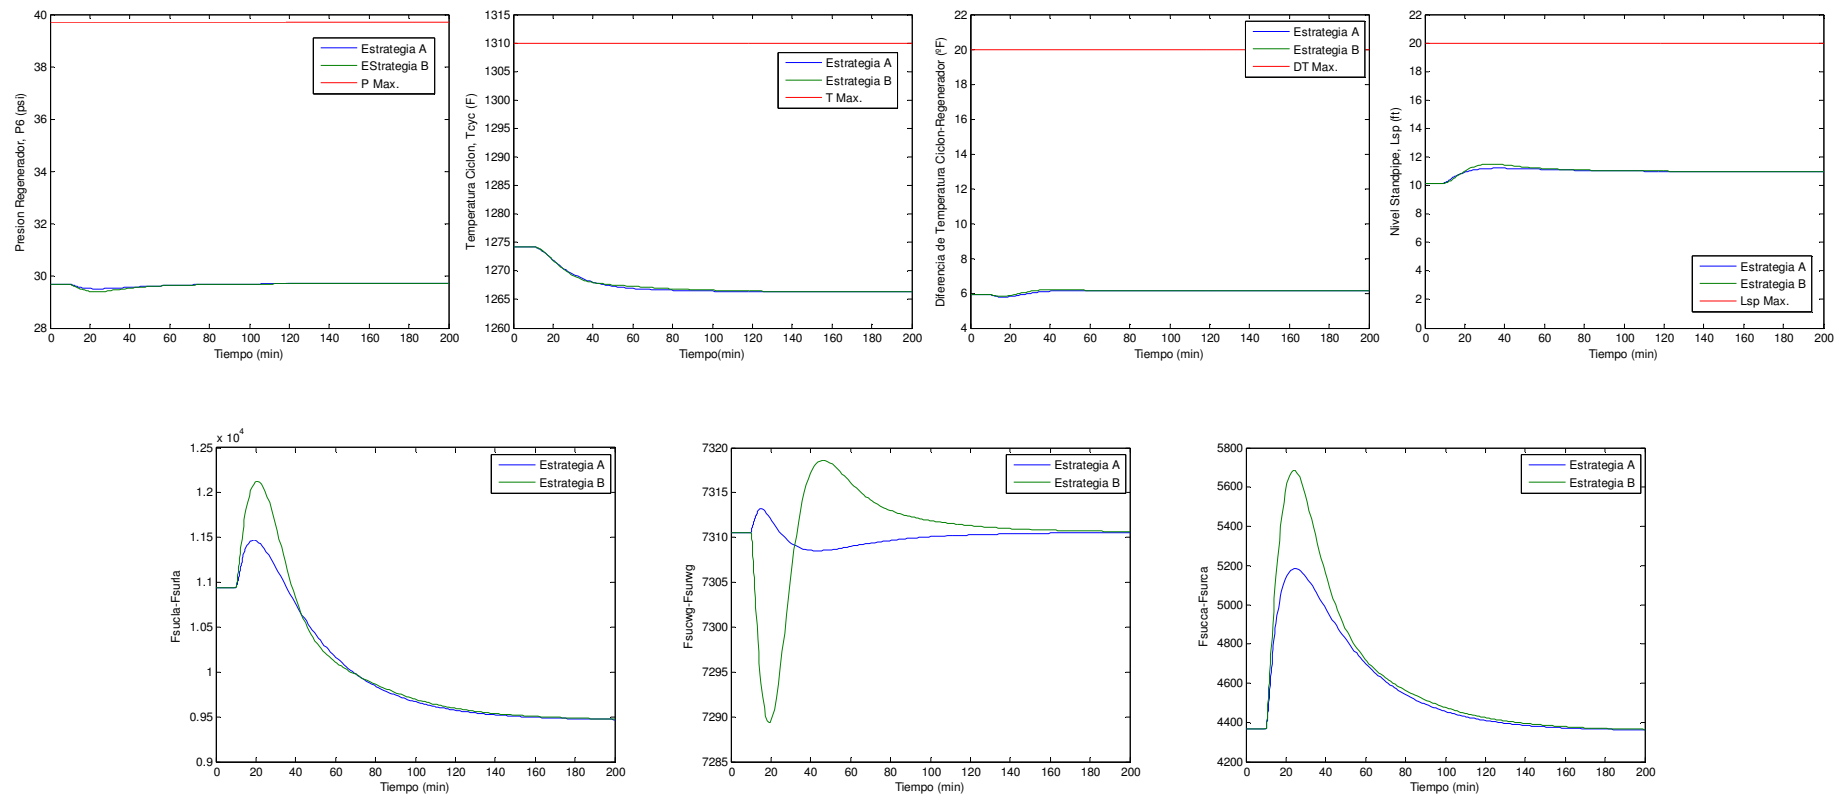 40
38
36
34
32
30
28
0 20 40 60 80 100 120 140 160 180 200
Tiempo (min)
Presion Regenerador, P6 (psi)
Estrategia A
EStrategia B
P Max.
1315
1310
1305
1300
1295
1290
1285
1280
1275
1270
1265
1260
0 20 40 60 80 100 120 140 160 180 200
Tiempo(min)
Temperatura Ciclon, Tcyc (F)
Estrategia A
Estrategia B
T Max.
22
20
18
16
14
12
10
8
6
4
0 20 40 60 80 100 120 140 160 180 200
Tiempo (min)
Diferencia de Temperatura Ciclon-Regenerador (ºF)
Estrategia A
Estrategia B
DT Max.
22
20
18
16
14
12
10
8
6
4
2
0
0 20 40 60 80 100 120 140 160 180 200
Tiempo (min)
Nivel Standpipe, Lsp (ft)
Estrategia A
Estrategia B
Lsp Max.
x 10^4
1.25
1.2
1.15
1.1
1.05
1
0.95
0.9
0 20 40 60 80 100 120 140 160 180 200
Tiempo (min)
Fsucla-Fsurla
Estrategia A
Estrategia B
7320
7315
7310
7305
7300
7295
7290
7285
0 20 40 60 80 100 120 140 160 180 200
Tiempo (min)
Fsucwg-Fsurwg
Estrategia A
Estrategia B
5800
5600
5400
5200
5000
4800
4600
4400
4200
0 20 40 60 80 100 120 140 160 180 200
Tiempo (min)
Fsucca-Fsurca
Estrategia A
Estrategia B